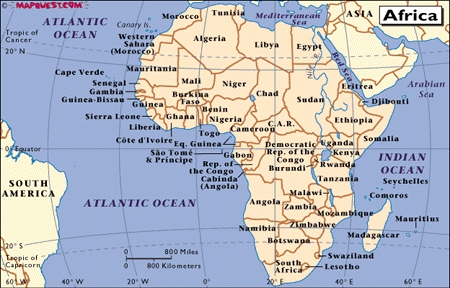 MAPQUEST.COM
Africa
ATLANTIC
OCEAN
Canary Is.
Morocco
Tunisia
Mediterranean
Sea
ASIA
Tropic of
Cancer
Western
Sahara
(Morocco)
Algeria
Libya
Egypt
20° N
Nile
Red Sea
Arabian
Sea
Mauritania
Mali
Niger
Chad
Sudan
Eritrea
Djibouti
Cape Verde
Senegal
Gambia
Guinea-Bissau
Guinea
Burkina
Faso
Benin
Nigeria
Ethiopia
Sierra Leone
Ghana
Cameroon
C.A.R.
Somalia
Liberia
Togo
Côte d'Ivoire
Eq. Guinea
Democratic
Rep. of the
Congo
Uganda
Kenya
0° Equator
São Tomé
& Príncipe
Gabon
Rep. of
the Congo
Rwanda
Burundi
INDIAN
OCEAN
Cabinda
(Angola)
Tanzania
Seychelles
SOUTH
AMERICA
ATLANTIC OCEAN
Malawi
Comoros
Angola
Zambia
Mozambique
Mauritius
Namibia
Zimbabwe
Madagascar
Botswana
20° S
Tropic of
Capricorn
0
800 Miles
0
800 Kilometers
South
Africa
Swaziland
Lesotho
40° W
20° W
0°
20° E
40° E
60° E